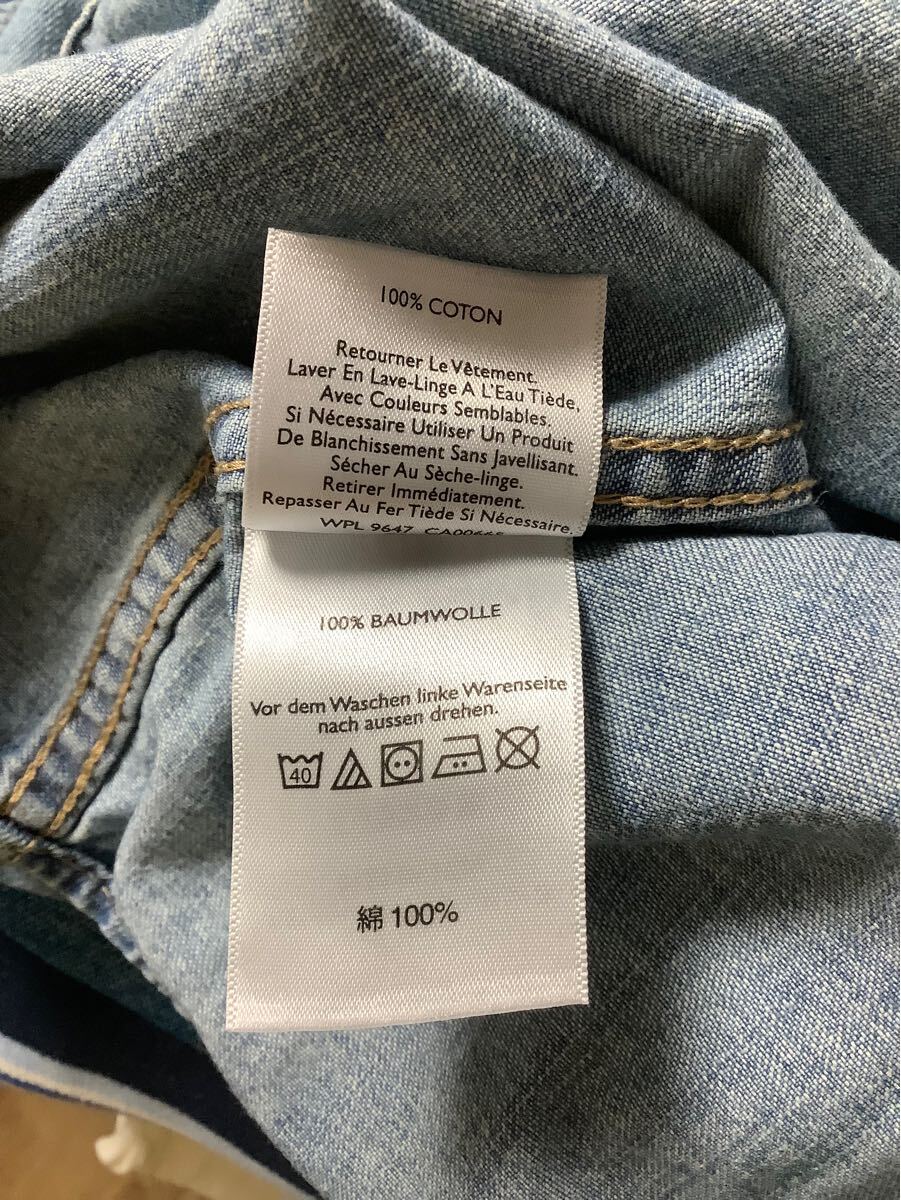 100% COTON
Retourner Le Vêtement.
Laver En Lave-Linge A L'Eau Tiède,
Avec Couleurs Semblables.
Si Nécessaire Utiliser Un Produit
De Blanchissement Sans Javellisant.
Sécher Au Sèche-linge.
Retirer Immédiatement.
Repasser Au Fer Tiède Si Nécessaire.
WPL 9647
100% BAUMWOLLE
Vor dem Waschen linke Warenseite
nach aussen drehen.
40
綿 100%